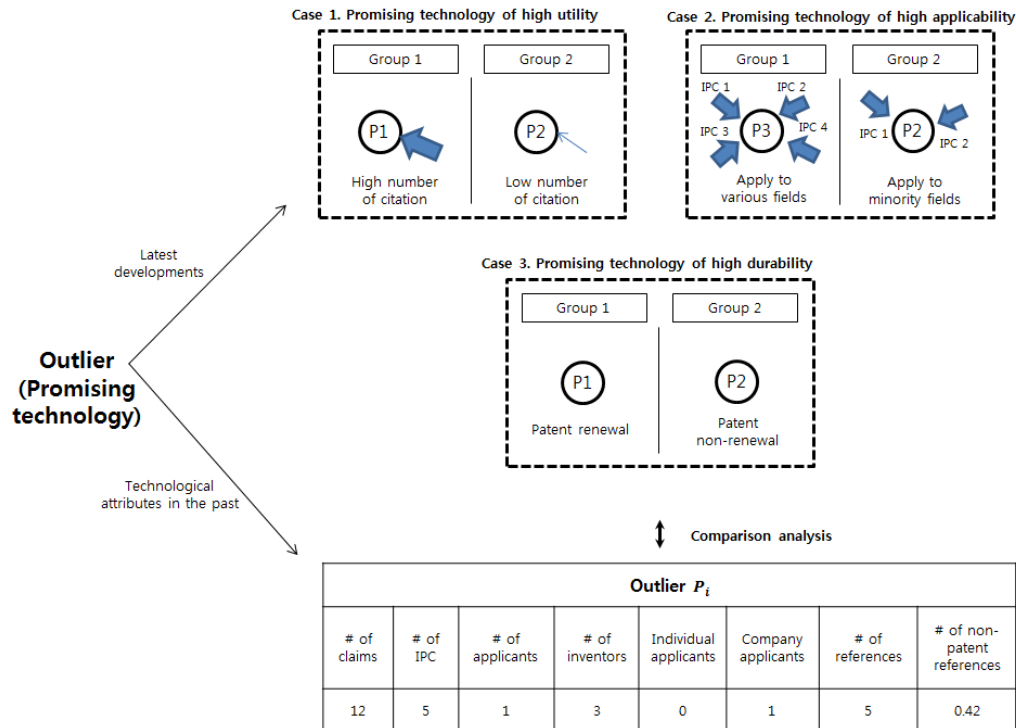 Case 1. Promising technology of high utility
Group 1
Group 2
P1
P2
High number
of citation
Low number
of citation
Case 2. Promising technology of high applicability
Group 1
Group 2
IPC 1
IPC 2
P3
IPC 3
IPC 4
P2
IPC 1
IPC 2
Apply to
various fields
Apply to
minority fields
Latest
developments
Case 3. Promising technology of high durability
Group 1
Group 2
P1
P2
Patent renewal
Patent
non-renewal
Outlier
(Promising
technology)
Technological
attributes in the past
Comparison analysis
Outlier P_i
# of
claims
# of
IPC
# of
applicants
# of
inventors
Individual
applicants
Company
applicants
# of
references
# of non-
patent
references
12
5
1
3
0
1
5
0.42